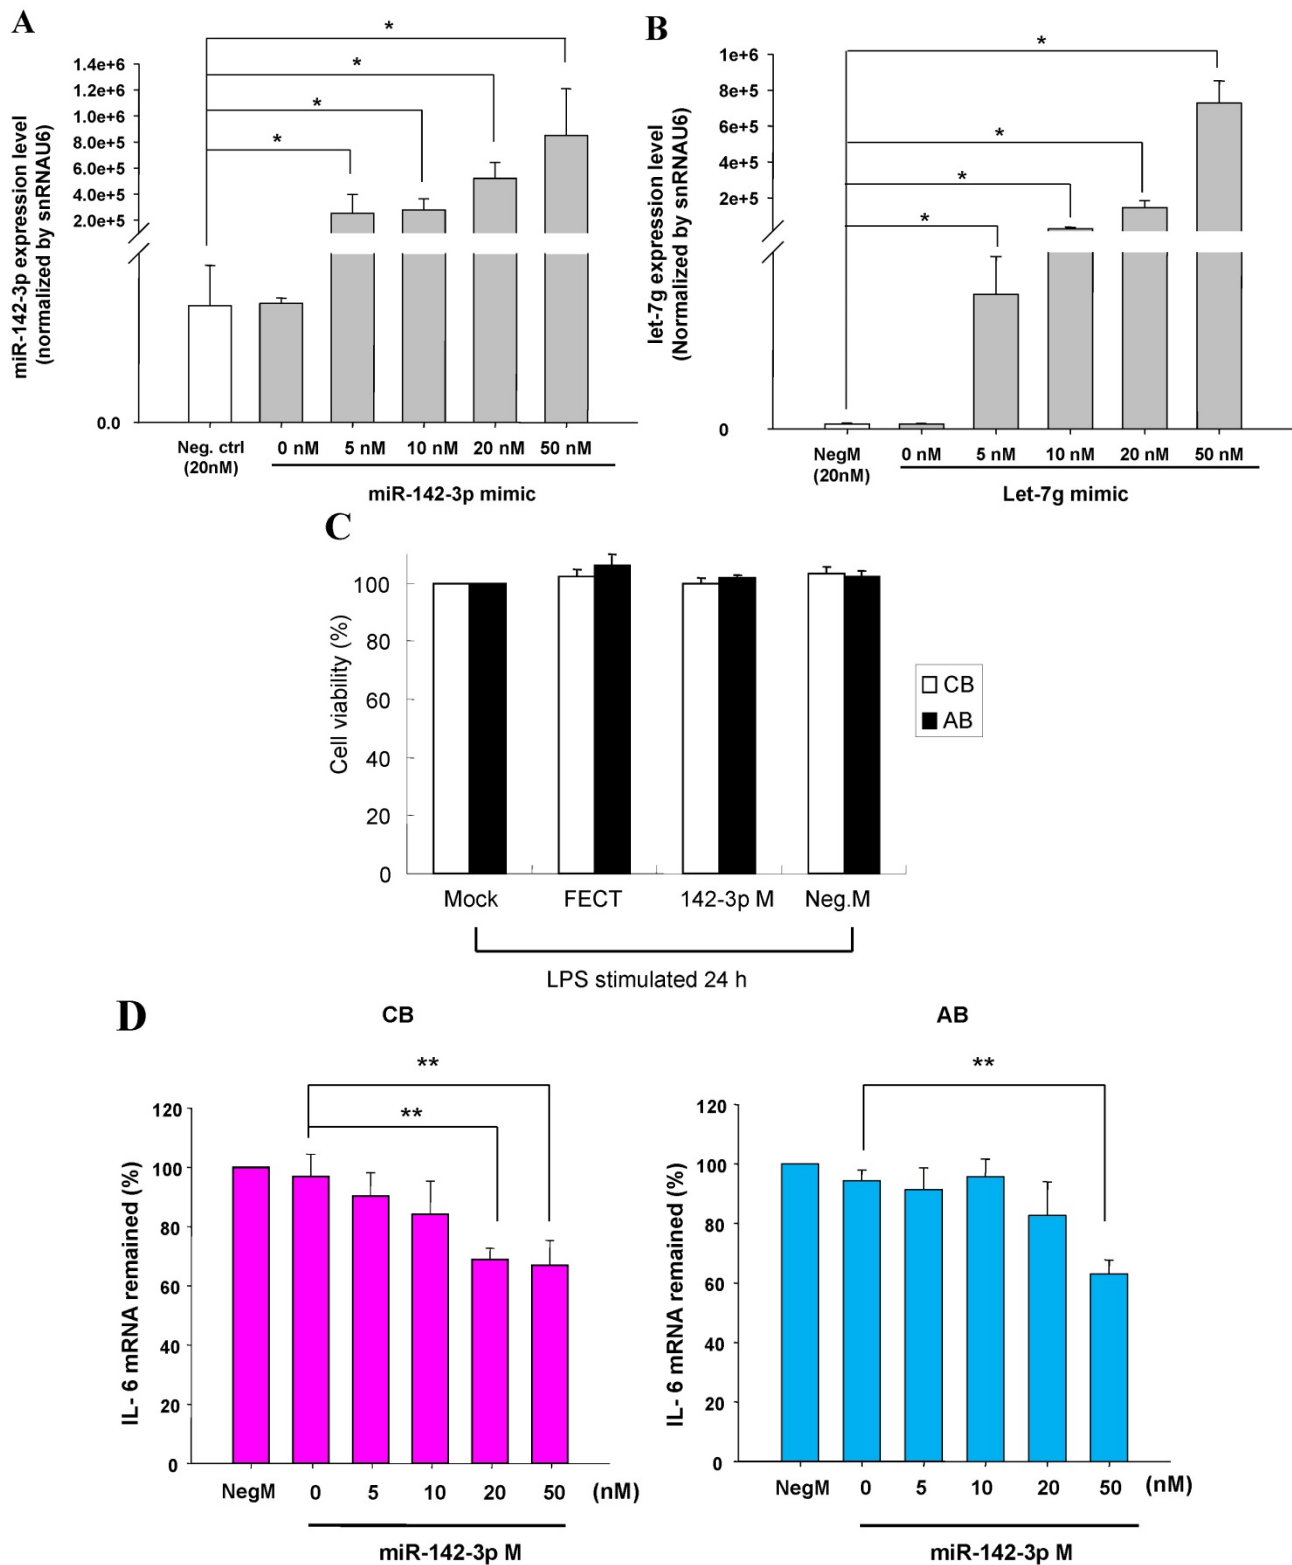 A
miR-142-3p expression level
(normalized by snRNAU6)
1.4e+6
1.2e+6
1.0e+6
8.0e+5
6.0e+5
4.0e+5
2.0e+5
0.0
*
*
*
*
Neg. ctrl
(20nM)
0 nM 5 nM 10 nM 20 nM 50 nM
miR-142-3p mimic
B
let-7g expression level
(Normalized by snRNAU6)
1e+6
8e+5
6e+5
4e+5
2e+5
0
*
*
*
*
NegM
(20nM)
0 nM 5 nM 10 nM 20 nM 50 nM
Let-7g mimic
C
Cell viability (%)
100
80
60
40
20
0
Mock FECT 142-3p M Neg.M
LPS stimulated 24 h
CB
AB
D
CB
IL- 6 mRNA remained (%)
120
100
80
60
40
20
0
**
**
NegM 0 5 10 20 50 (nM)
miR-142-3p M
AB
IL- 6 mRNA remained (%)
120
100
80
60
40
20
0
**
NegM 0 5 10 20 50 (nM)
miR-142-3p M